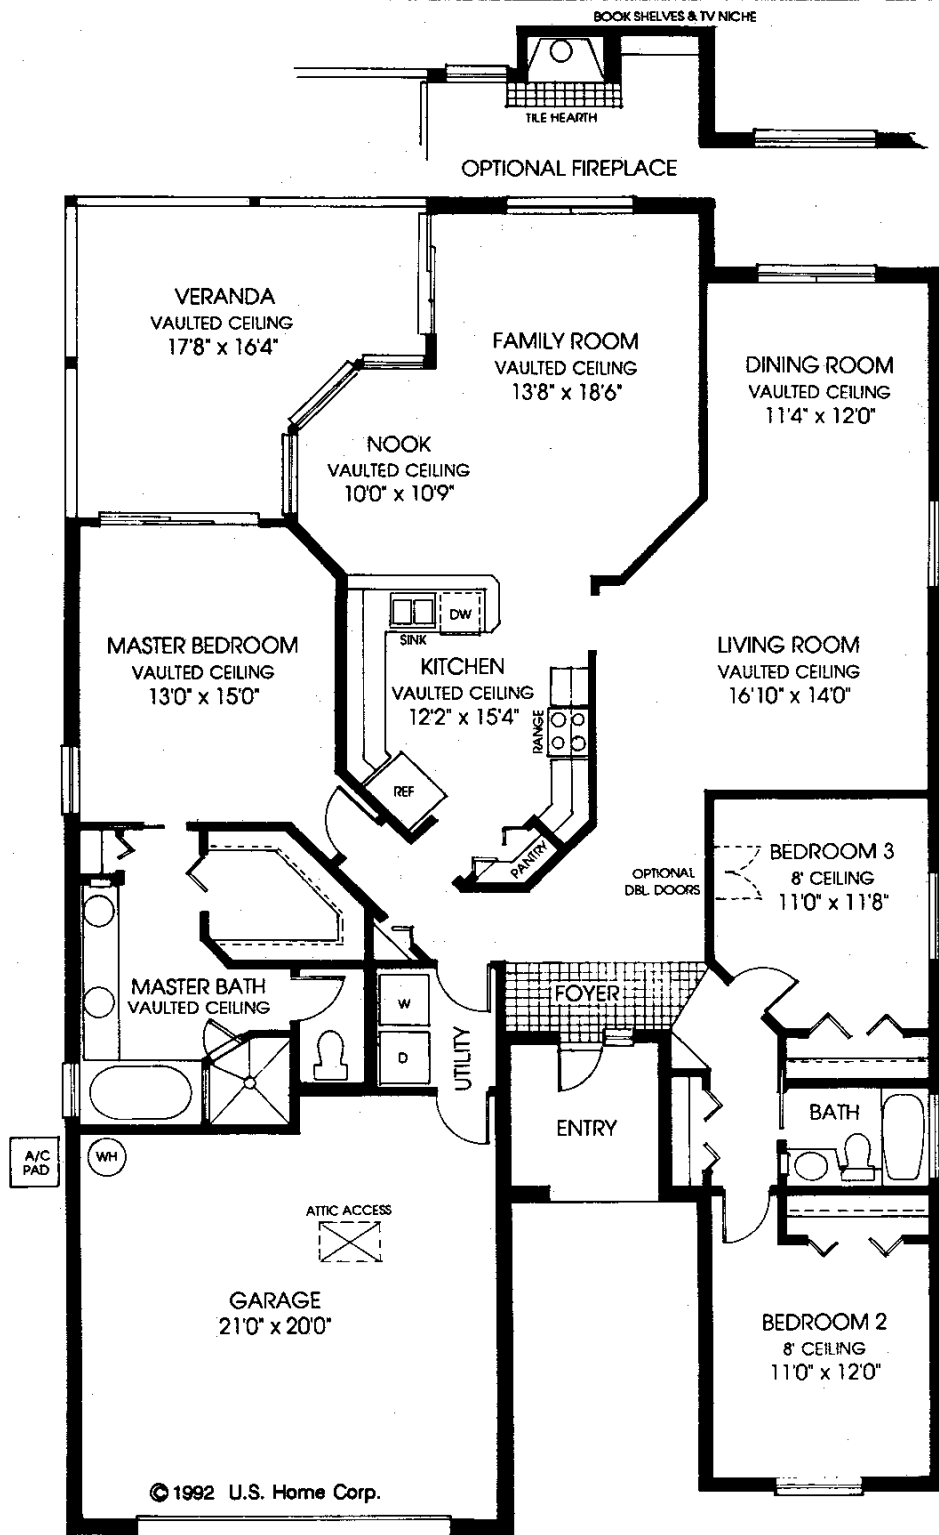 BOOK SHELVES & TV NICHE
TILE HEARTH
OPTIONAL FIREPLACE
VERANDA
VAULTED CEILING
17'8" x 16'4"
FAMILY ROOM
VAULTED CEILING
13'8" x 18'6"
DINING ROOM
VAULTED CEILING
11'4" x 12'0"
NOOK
VAULTED CEILING
10'0" x 10'9"
DW
SINK
MASTER BEDROOM
VAULTED CEILING
13'0" x 15'0"
KITCHEN
VAULTED CEILING
12'2" x 15'4"
RANGE
LIVING ROOM
VAULTED CEILING
16'10" x 14'0"
REF
PANTRY
OPTIONAL
DBL. DOORS
BEDROOM 3
8' CEILING
11'0" x 11'8"
MASTER BATH
VAULTED CEILING
W
D
UTILITY
FOYER
ENTRY
BATH
A/C
PAD
WH
ATTIC ACCESS
GARAGE
21'0" x 20'0"
BEDROOM 2
8' CEILING
11'0" x 12'0"
© 1992 U.S. Home Corp.